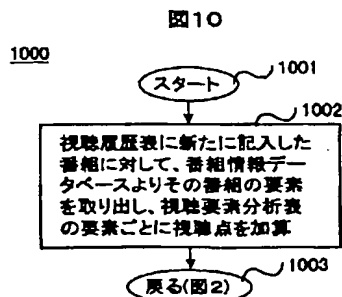 図10
1000
1001
スタート
1002
視聴履歴表に新たに記入した
番組に対して、番組情報デー
タベースよりその番組の要素
を取り出し、視聴要素分析表
の要素ごとに視聴点を加算
1003
戻る(図2)